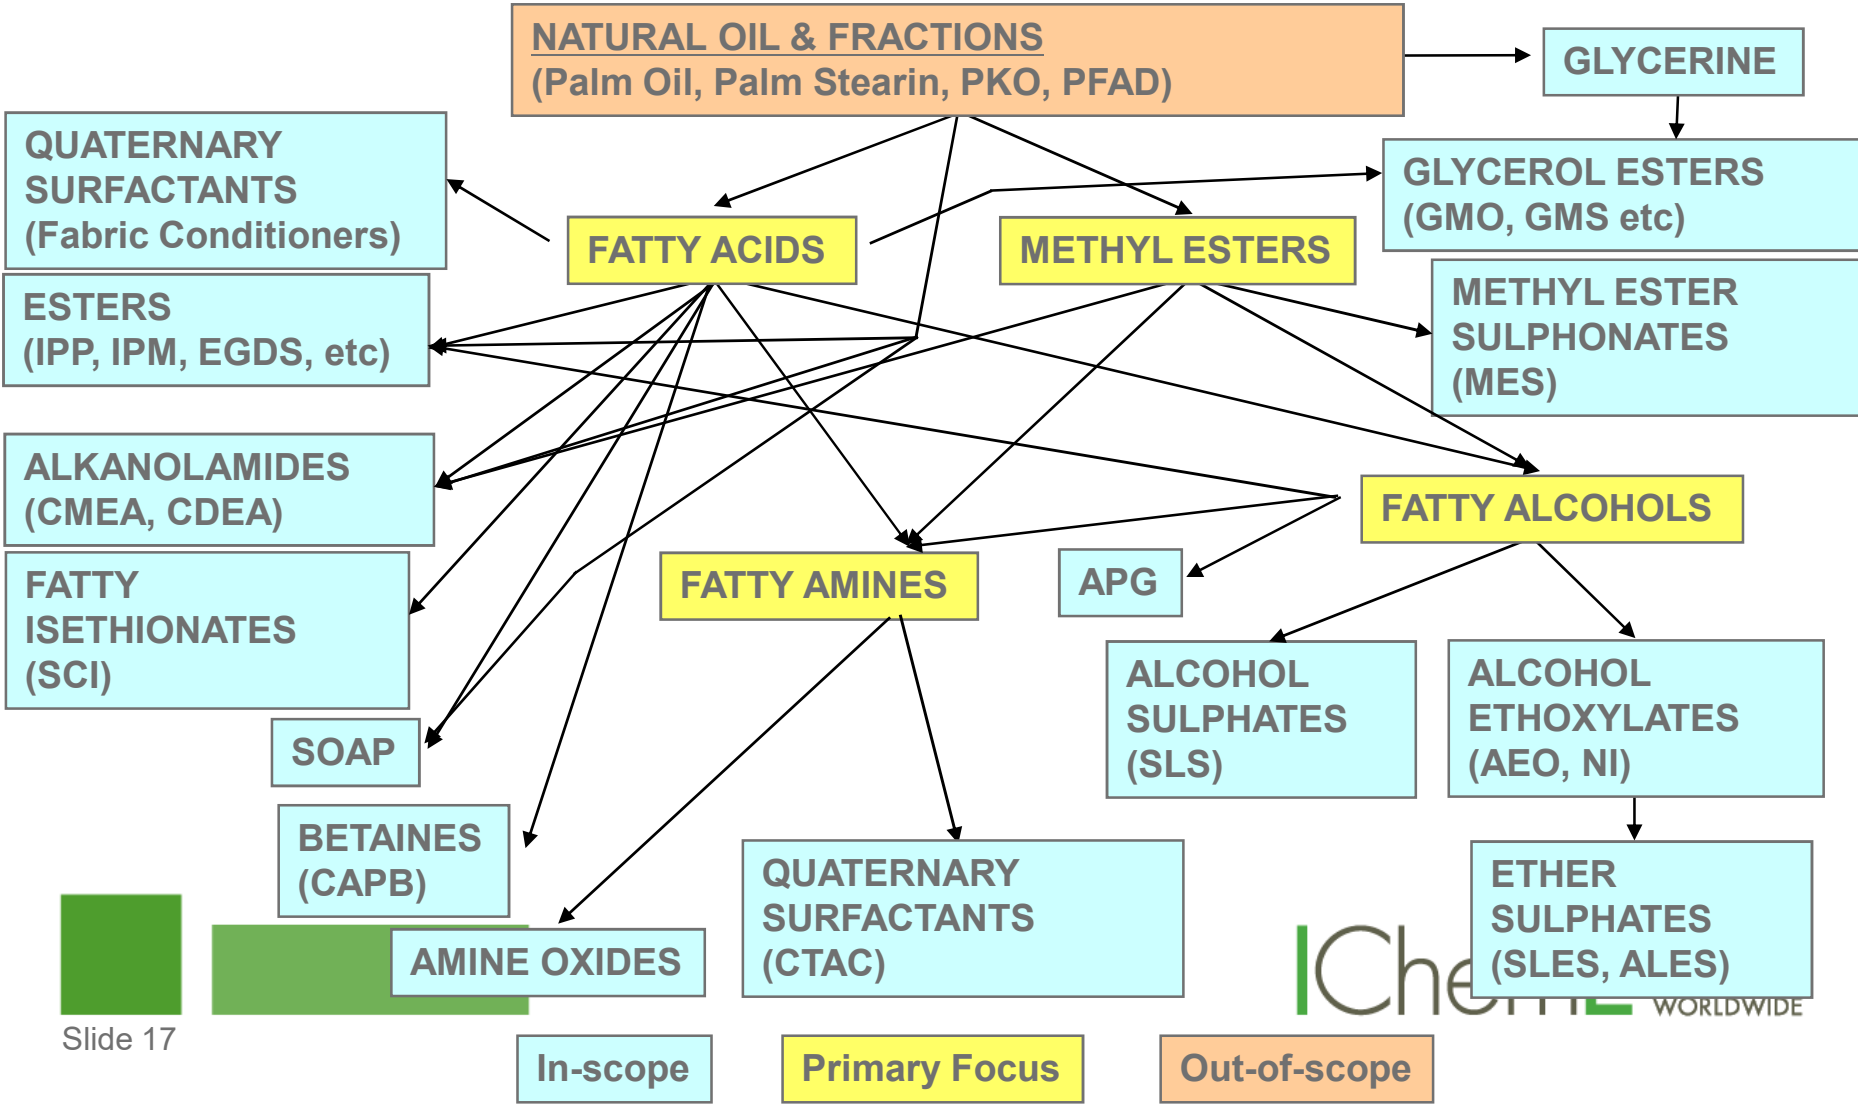 NATURAL OIL & FRACTIONS
(Palm Oil, Palm Stearin, PKO, PFAD)
GLYCERINE
QUATERNARY
SURFACTANTS
(Fabric Conditioners)
GLYCEROL ESTERS
(GMO, GMS etc)
FATTY ACIDS
METHYL ESTERS
ESTERS
(IPP, IPM, EGDS, etc)
METHYL ESTER
SULPHONATES
(MES)
ALKANOLAMIDES
(CMEA, CDEA)
FATTY ALCOHOLS
FATTY
ISETHIONATES
(SCI)
FATTY AMINES
APG
ALCOHOL
SULPHATES
(SLS)
ALCOHOL
ETHOXYLATES
(AEO, NI)
SOAP
BETAINES
(CAPB)
QUATERNARY
SURFACTANTS
(CTAC)
ETHER
SULPHATES
(SLES, ALES)
AMINE OXIDES
IChemE
WORLDWIDE
Slide 17
In-scope
Primary Focus
Out-of-scope